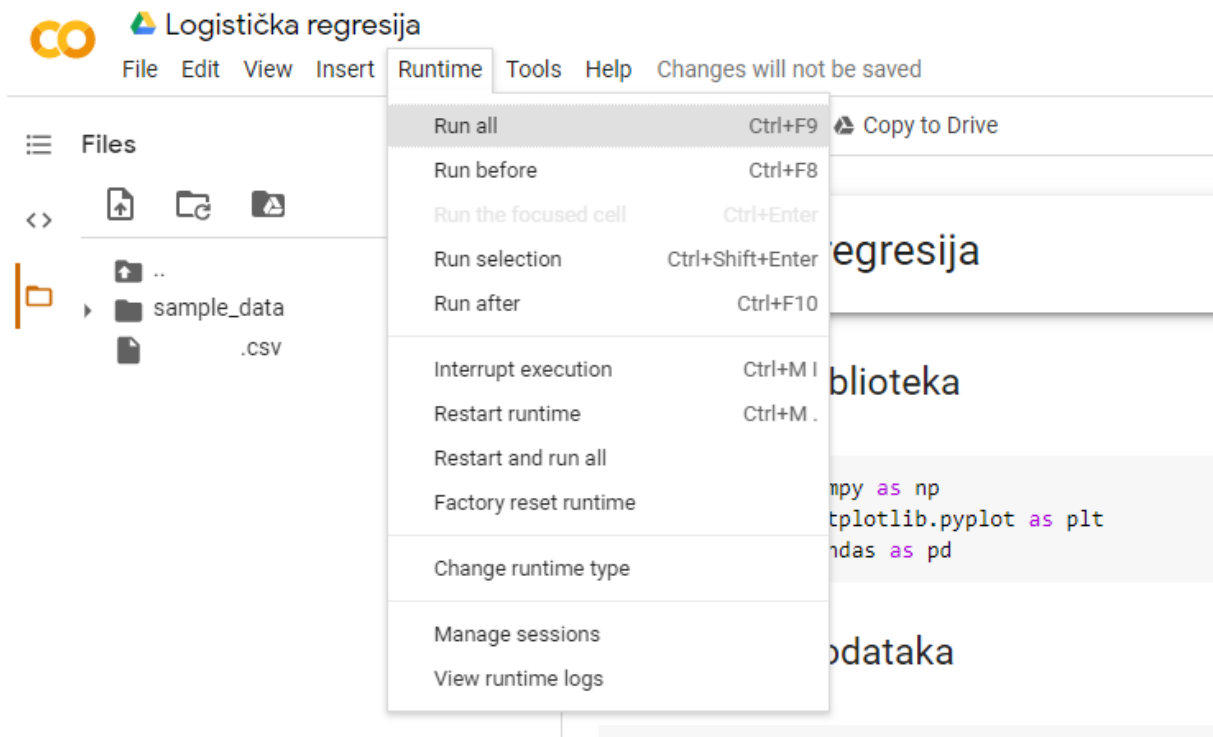 CO Logistička regresija
File Edit View Insert Runtime Tools Help Changes will not be saved
Files
Copy to Drive
Run all Ctrl+F9
Run before Ctrl+F8
Run the focused cell Ctrl+Enter
Run selection Ctrl+Shift+Enter
Run after Ctrl+F10
Interrupt execution Ctrl+M I
Restart runtime Ctrl+M .
Restart and run all
Factory reset runtime
Change runtime type
Manage sessions
View runtime logs
<>
..
sample_data
.csv
egresija
blioteka
mpy as np
tplotlib.pyplot as plt
ndas as pd
odataka